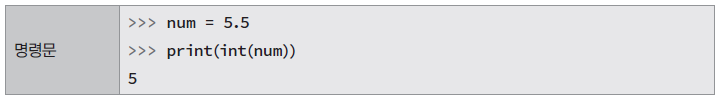 명령문
>>> num = 5.5
>>> print(int(num))
5